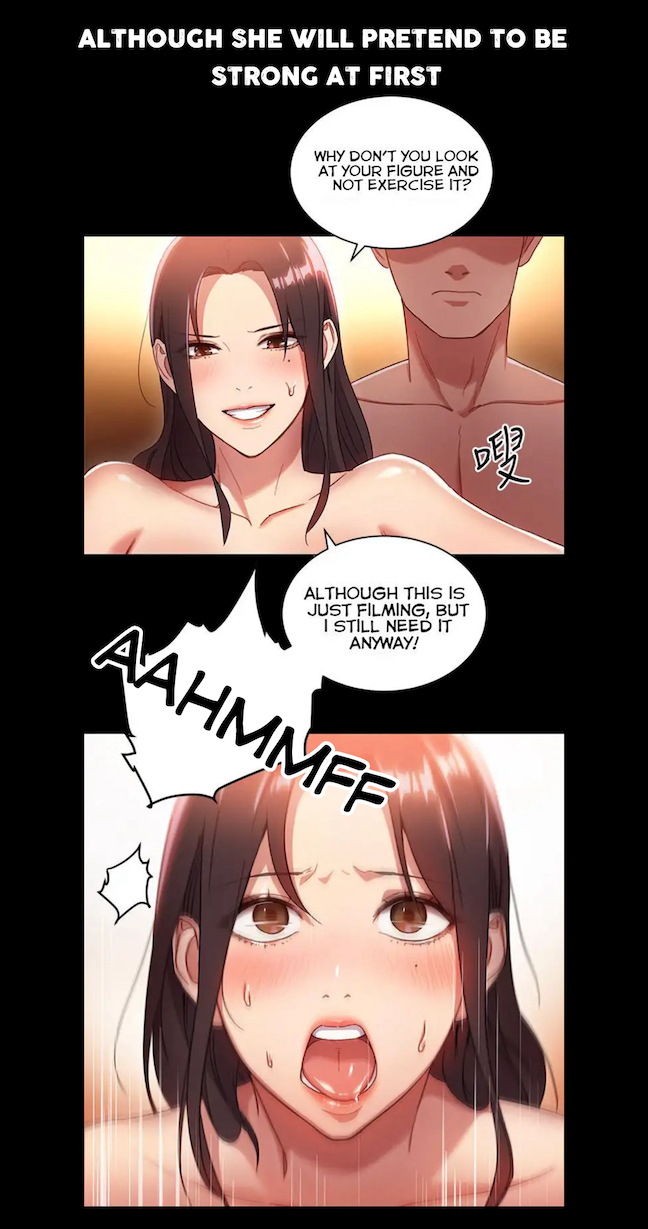 ALTHOUGH SHE WILL PRETEND TO BE
STRONG AT FIRST
WHY DON'T YOU LOOK
AT YOUR FIGURE AND
NOT EXERCISE IT?
嗖
ALTHOUGH THIS IS
JUST FILMING, BUT
I STILL NEED IT
ANYWAY!
AAHMMFF